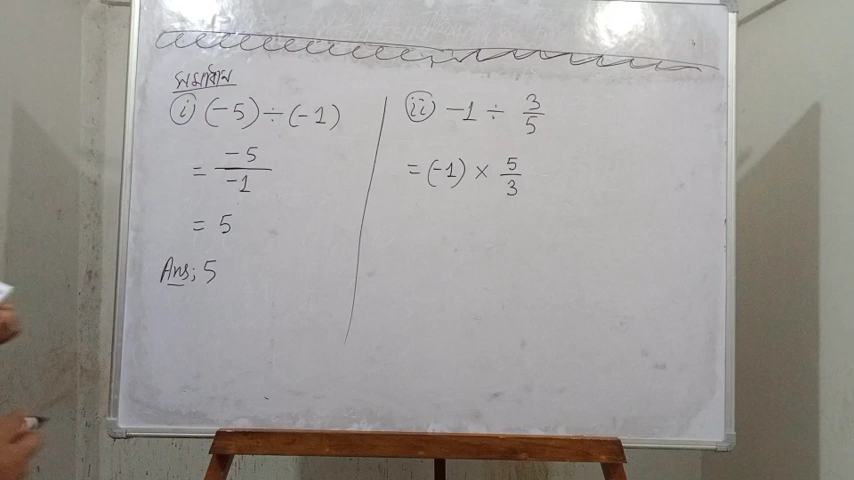 সমাধান
(i) (-5) ÷ (-1)
= -5/-1
= 5
Ans; 5
(ii) -1 ÷ 3/5
= (-1) × 5/3